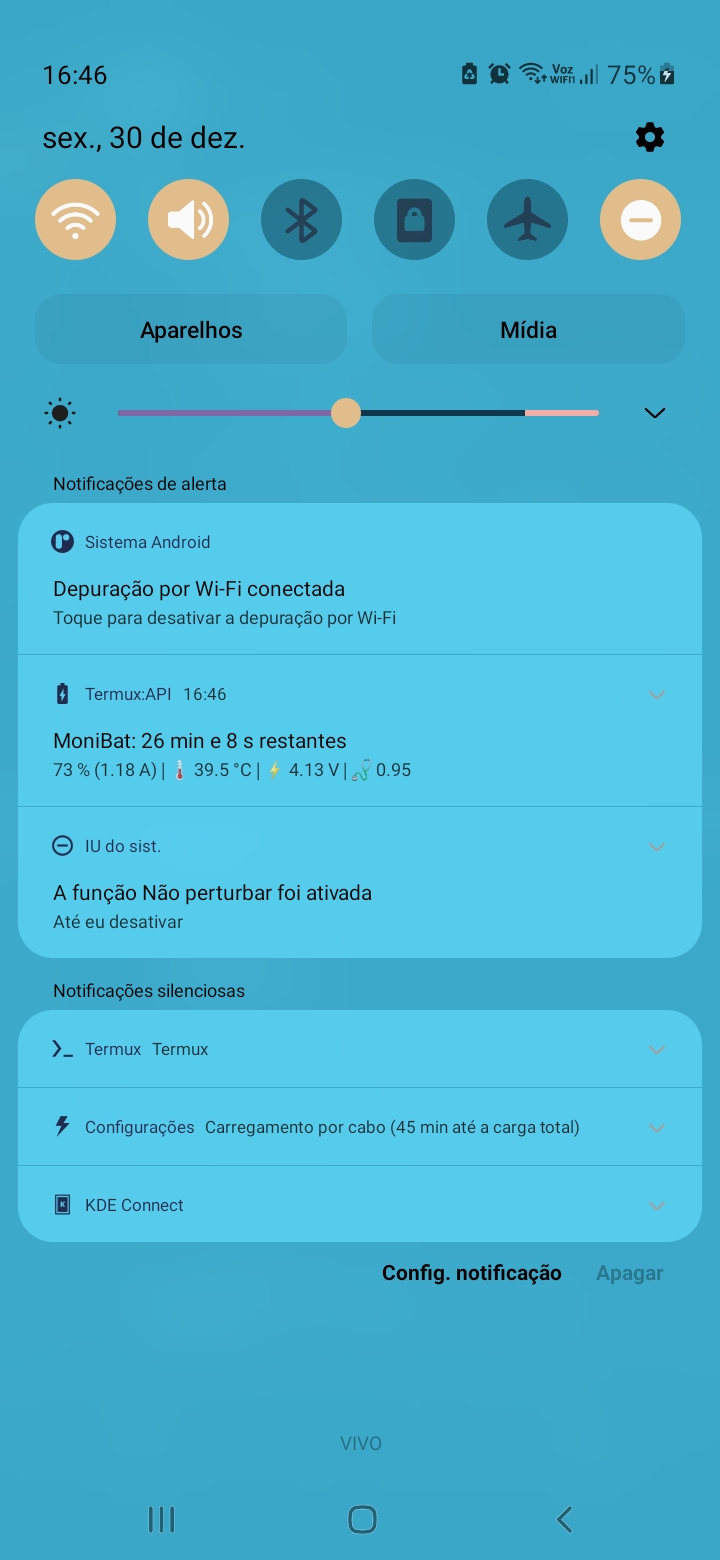 16:46
Voz
WIFI1
75%
sex., 30 de dez.
Aparelhos
Mídia
Notificações de alerta
Sistema Android
Depuração por Wi-Fi conectada
Toque para desativar a depuração por Wi-Fi
Termux:API 16:46
MoniBat: 26 min e 8 s restantes
73 % (1.18 A) | 🌡️ 39.5 °C | ⚡ 4.13 V | 🩺 0.95
IU do sist.
A função Não perturbar foi ativada
Até eu desativar
Notificações silenciosas
Termux Termux
Configurações Carregamento por cabo (45 min até a carga total)
KDE Connect
Config. notificação
Apagar
VIVO